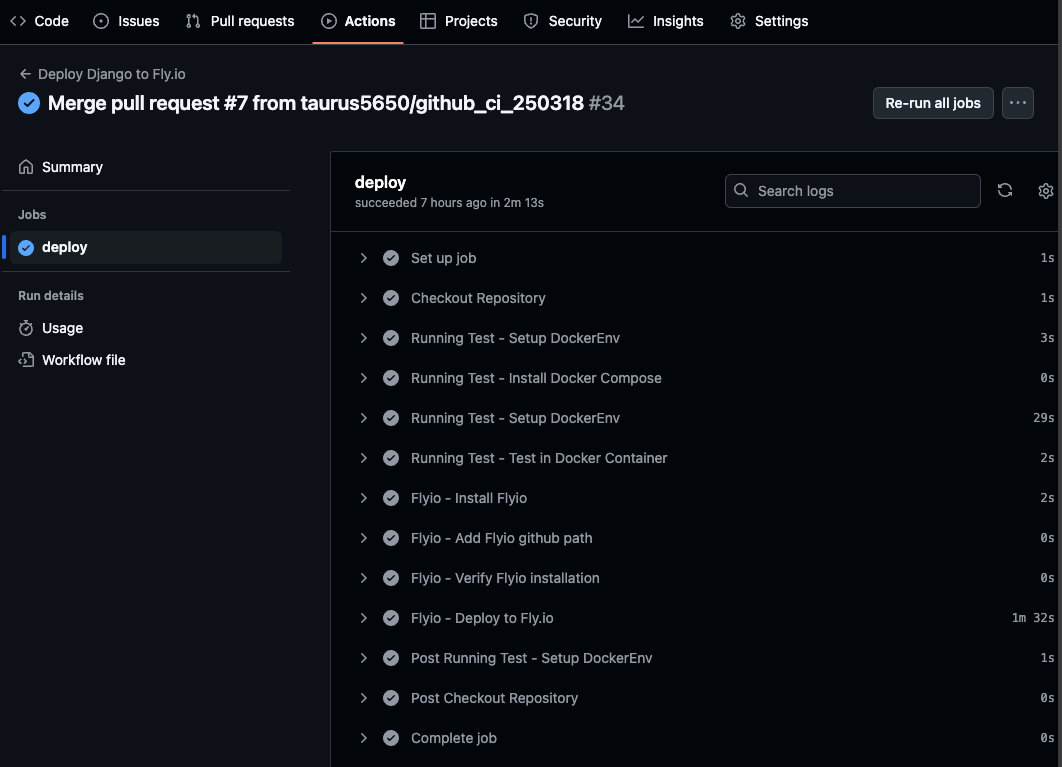 Code Issues Pull requests Actions Projects Security Insights Settings
Deploy Django to Fly.io
Merge pull request #7 from taurus5650/github_ci_250318 #34
Re-run all jobs
Summary
Jobs
deploy
Run details
Usage
Workflow file
deploy
succeeded 7 hours ago in 2m 13s
Search logs
Set up job 1s
Checkout Repository 1s
Running Test - Setup DockerEnv 3s
Running Test - Install Docker Compose 0s
Running Test - Setup DockerEnv 29s
Running Test - Test in Docker Container 2s
Flyio - Install Flyio 2s
Flyio - Add Flyio github path 0s
Flyio - Verify Flyio installation 0s
Flyio - Deploy to Fly.io 1m 32s
Post Running Test - Setup DockerEnv 1s
Post Checkout Repository 0s
Complete job 0s